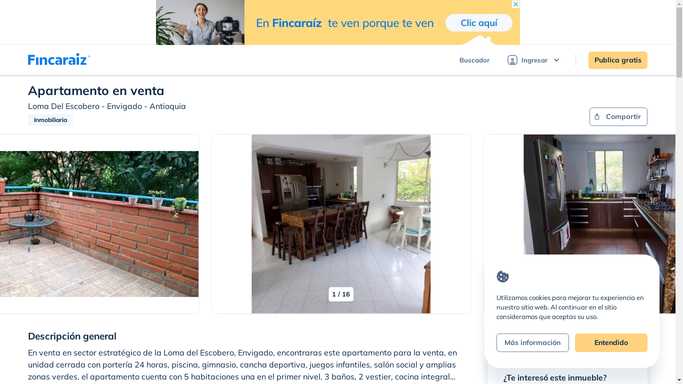 En Fincaraíz te ven porque te ven
Clic aquí
Fincaraíz
Buscador
Ingresar
Publica gratis
Apartamento en venta
Loma Del Escobero - Envigado - Antioquia
Inmobiliaria
Compartir
1 / 16
Utilizamos cookies para mejorar tu experiencia en
nuestro sitio web. Al continuar en el sitio
consideramos que aceptas su uso.
Más información
Entendido
Descripción general
En venta en sector estratégico de la Loma del Escobero, Envigado, encontraras este apartamento para la venta, en
unidad cerrada con portería 24 horas, piscina, gimnasio, cancha deportiva, juegos infantiles, salón social y amplias
zonas verdes, el apartamento cuenta con 5 habitaciones una en el primer nivel, 3 baños, 2 vestier, cocina integral...
¿Te interesó este inmueble?